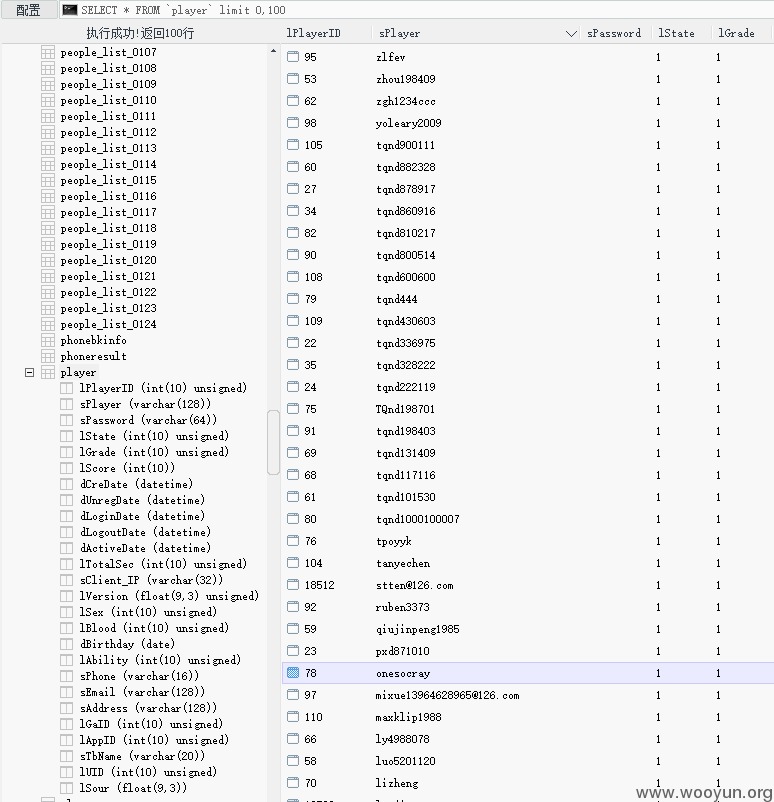 配置 SELECT * FROM `player` limit 0,100
执行成功!返回100行
people_list_0107
people_list_0108
people_list_0109
people_list_0110
people_list_0111
people_list_0112
people_list_0113
people_list_0114
people_list_0115
people_list_0116
people_list_0117
people_list_0118
people_list_0119
people_list_0120
people_list_0121
people_list_0122
people_list_0123
people_list_0124
phonebkinfo
phoneresult
player
lPlayerID (int(10) unsigned)
sPlayer (varchar(128))
sPassword (varchar(64))
lState (int(10) unsigned)
lGrade (int(10) unsigned)
lScore (int(10))
dCreDate (datetime)
dUnregDate (datetime)
dLoginDate (datetime)
dLogoutDate (datetime)
dActiveDate (datetime)
lTotalSec (int(10) unsigned)
sClient_IP (varchar(32))
lVersion (float(9,3) unsigned)
lSex (int(10) unsigned)
lBlood (int(10) unsigned)
dBirthday (date)
lAbility (int(10) unsigned)
sPhone (varchar(16))
sEmail (varchar(128))
sAddress (varchar(128))
lGaID (int(10) unsigned)
lAppID (int(10) unsigned)
sTbName (varchar(20))
lUID (int(10) unsigned)
lSour (float(9,3))
lPlayerID sPlayer sPassword lState lGrade
95 zlfev 1 1
53 zhou198409 1 1
62 zgh1234ccc 1 1
98 yoleary2009 1 1
105 tqnd900111 1 1
60 tqnd882328 1 1
27 tqnd878917 1 1
34 tqnd860916 1 1
82 tqnd810217 1 1
90 tqnd800514 1 1
108 tqnd600600 1 1
79 tqnd444 1 1
109 tqnd430603 1 1
22 tqnd336975 1 1
35 tqnd328222 1 1
24 tqnd222119 1 1
75 TQnd198701 1 1
91 tqnd198403 1 1
69 tqnd131409 1 1
68 tqnd117116 1 1
61 tqnd101530 1 1
80 tqnd1000100007 1 1
76 tpoyyk 1 1
104 tanyechen 1 1
18512 stten@126.com 1 1
92 ruben3373 1 1
59 qiujinpeng1985 1 1
23 pxd871010 1 1
78 onesocray 1 1
97 mixue13964628965@126.com 1 1
110 maxklip1988 1 1
66 ly4988078 1 1
58 luo5201120 1 1
70 lizheng 1 1
www.wooyun.org